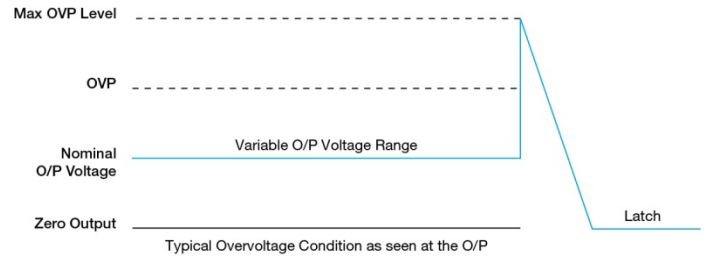 Max OVP Level
OVP
Variable O/P Voltage Range
Nominal
O/P Voltage
Zero Output
Latch
Typical Overvoltage Condition as seen at the O/P